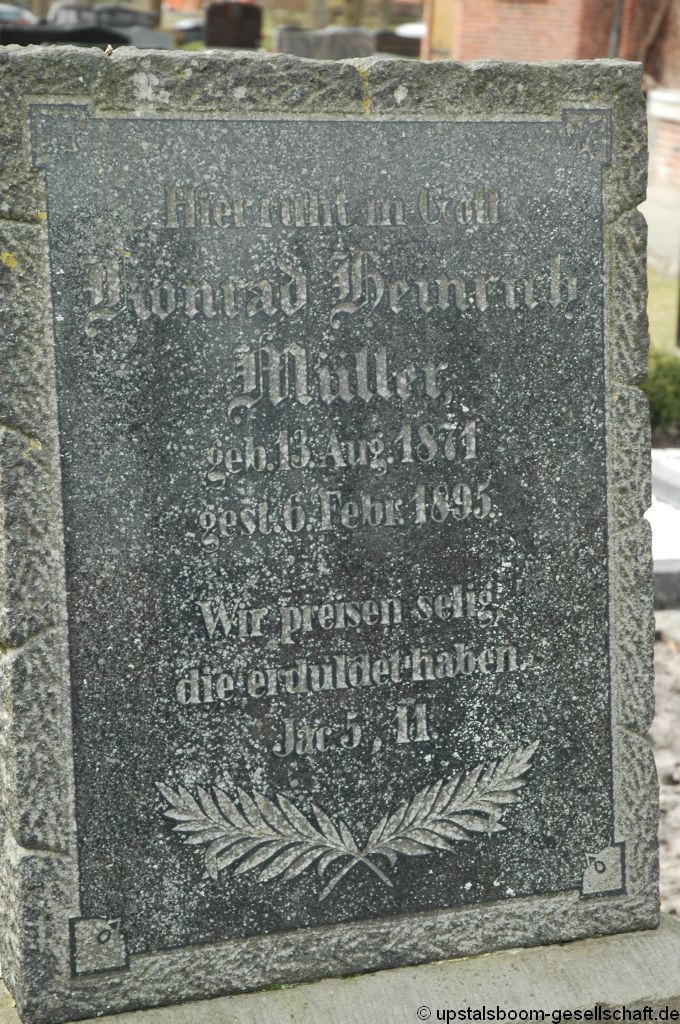 Hier ruht in Gott
Konrad Heinrich
Müller,
geb. 13. Aug. 1871
gest. 6. Febr. 1895.
Wir preisen selig,
die erduldet haben.
Jac 5, 11.
© upstalsboom-gesellschaft.de